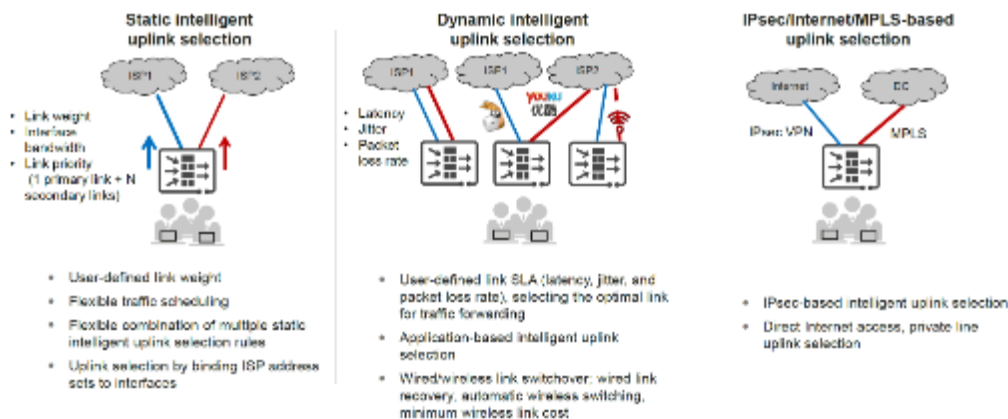 Static intelligent
uplink selection
ISP1
ISP2
• Link weight
• Interface
bandwidth
• Link priority
(1 primary link + N
secondary links)
• User-defined link weight
• Flexible traffic scheduling
• Flexible combination of multiple static
intelligent uplink selection rules
• Uplink selection by binding ISP address
sets to interfaces
Dynamic intelligent
uplink selection
ISP1
ISP1
ISP2
YOUKU
优酷
• Latency
• Jitter
• Packet
loss rate
• User-defined link SLA (latency, jitter, and
packet loss rate), selecting the optimal link
for traffic forwarding
• Application-based intelligent uplink
selection
• Wired/wireless link switchover: wired link
recovery, automatic wireless switching,
minimum wireless link cost
IPsec/Internet/MPLS-based
uplink selection
Internet
DC
IPsec VPN
MPLS
• IPsec-based intelligent uplink selection
• Direct Internet access, private line
uplink selection